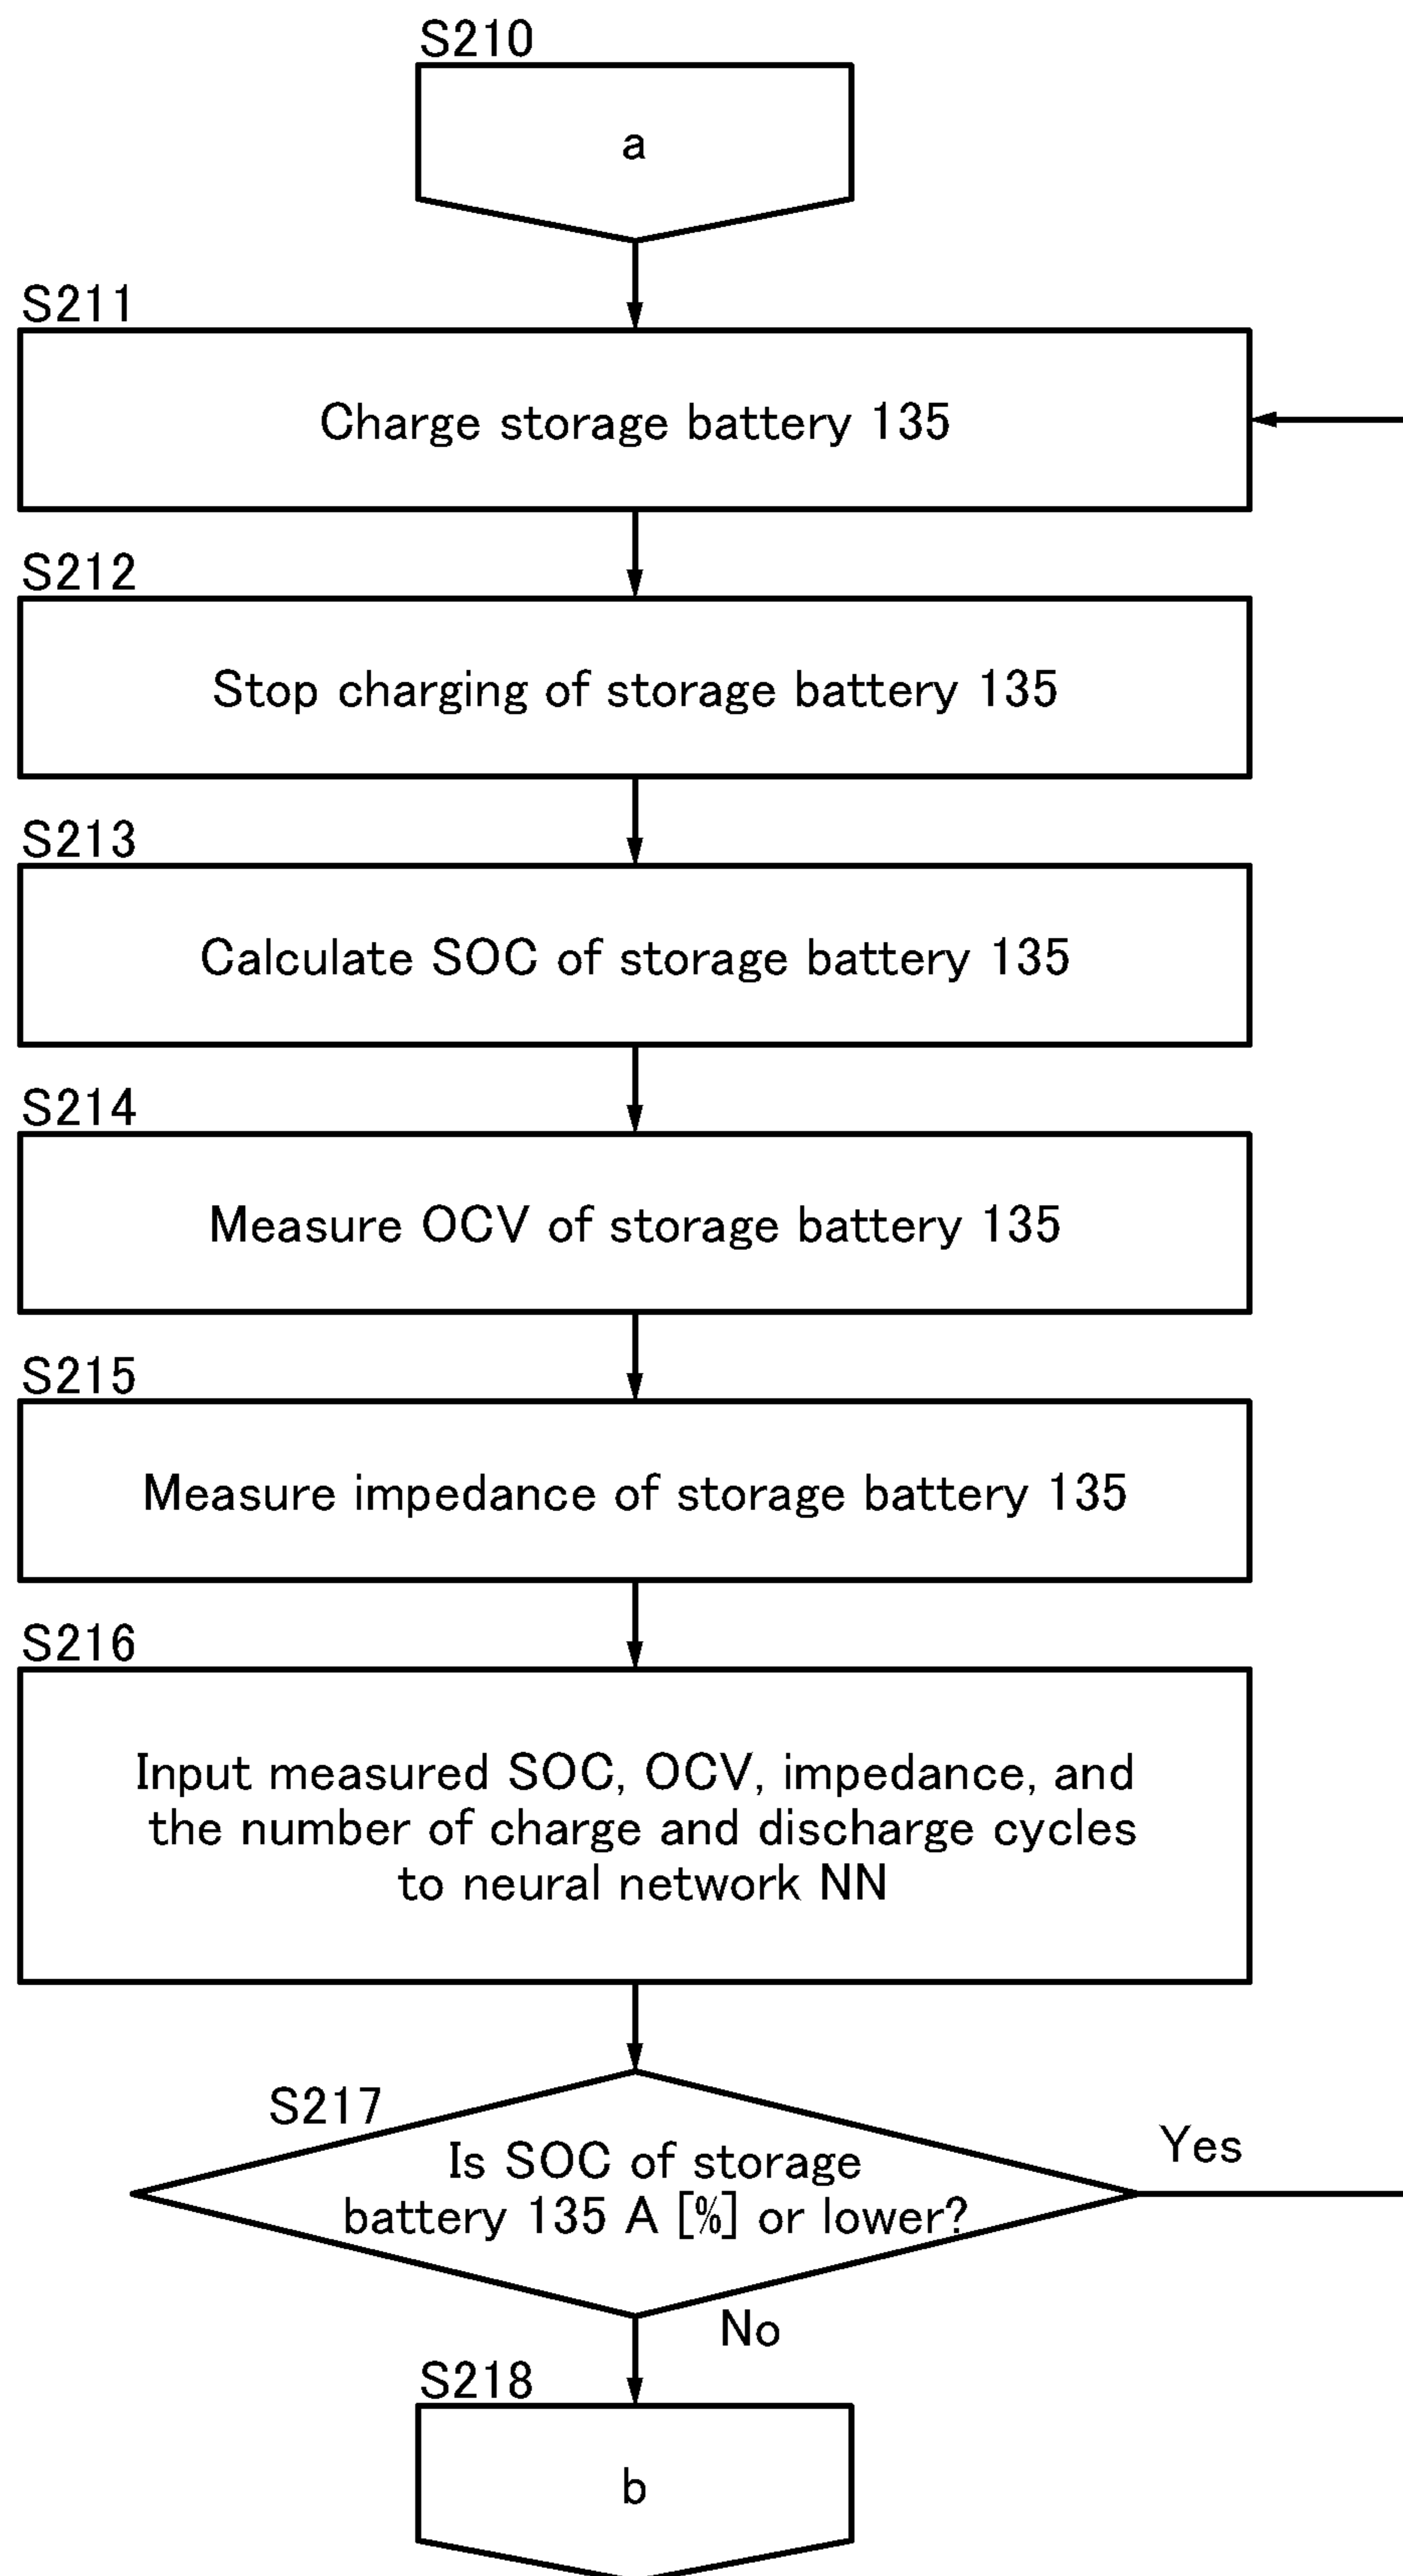 S210
a
S211
Charge storage battery 135
S212
Stop charging of storage battery 135
S213
Calculate SOC of storage battery 135
S214
Measure OCV of storage battery 135
S215
Measure impedance of storage battery 135
S216
Input measured SOC, OCV, impedance, and
the number of charge and discharge cycles
to neural network NN
S217
Is SOC of storage
battery 135 A [%] or lower?
Yes
No
S218
b